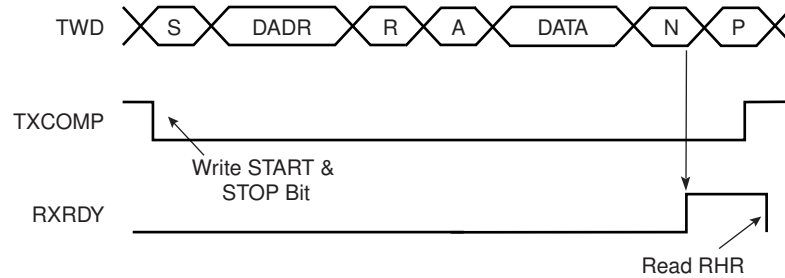 TWD S DADR R A DATA N P
TXCOMP
Write START &
STOP Bit
RXRDY
Read RHR